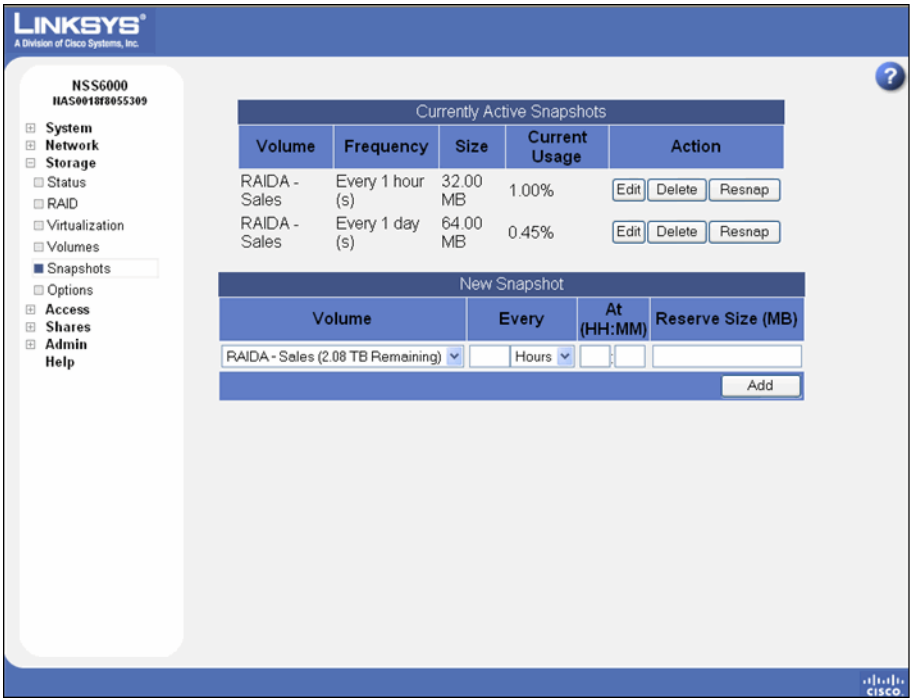 LINKSYS®
A Division of Cisco Systems, Inc.
?
NSS6000
NAS0018f8055309
System
Network
Storage
Status
RAID
Virtualization
Volumes
Snapshots
Options
Access
Shares
Admin
Help
Currently Active Snapshots
Volume Frequency Size Current Usage Action
RAIDA - Sales Every 1 hour (s) 32.00 MB 1.00% Edit Delete Resnap
RAIDA - Sales Every 1 day (s) 64.00 MB 0.45% Edit Delete Resnap
New Snapshot
Volume Every At (HH:MM) Reserve Size (MB)
RAIDA - Sales (2.08 TB Remaining) Hours :
Add
CISCO.